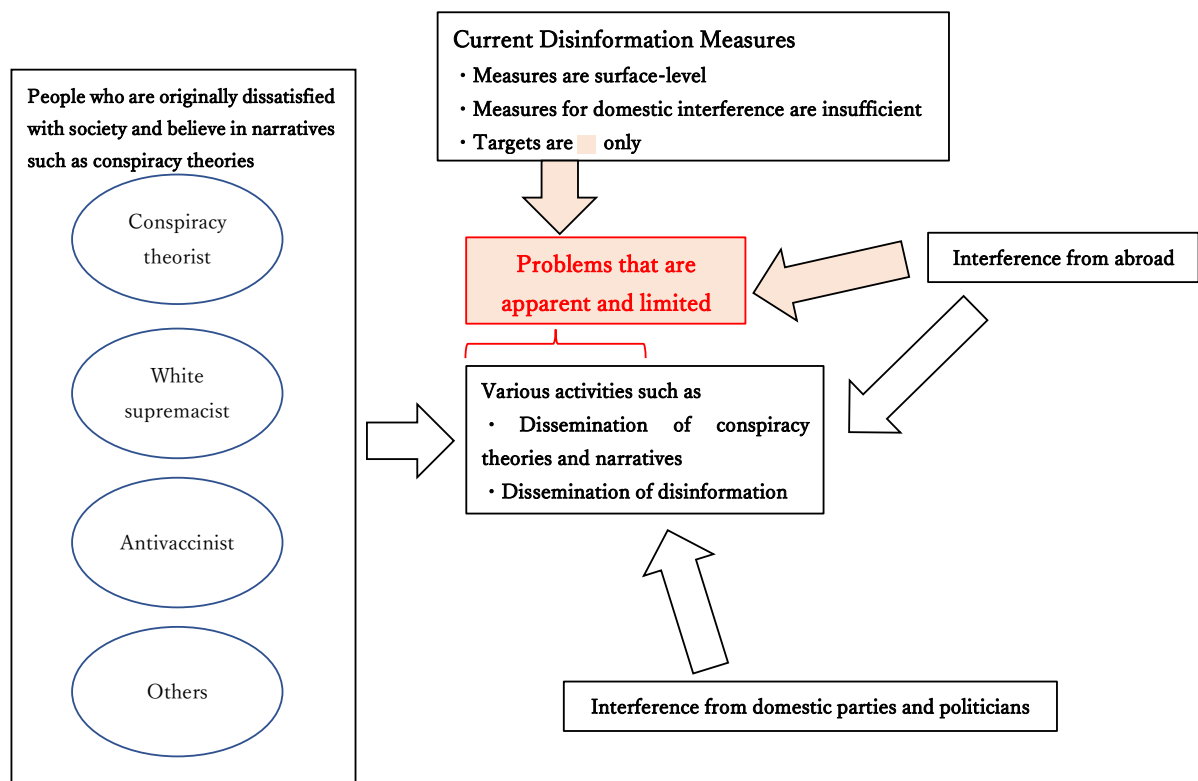 Current Disinformation Measures
・Measures are surface-level
・Measures for domestic interference are insufficient
・Targets are only
People who are originally dissatisfied
with society and believe in narratives
such as conspiracy theories
Conspiracy
theorist
White
supremacist
Antivaccinist
Others
Problems that are
apparent and limited
Interference from abroad
Various activities such as
・ Dissemination of conspiracy
theories and narratives
・Dissemination of disinformation
Interference from domestic parties and politicians